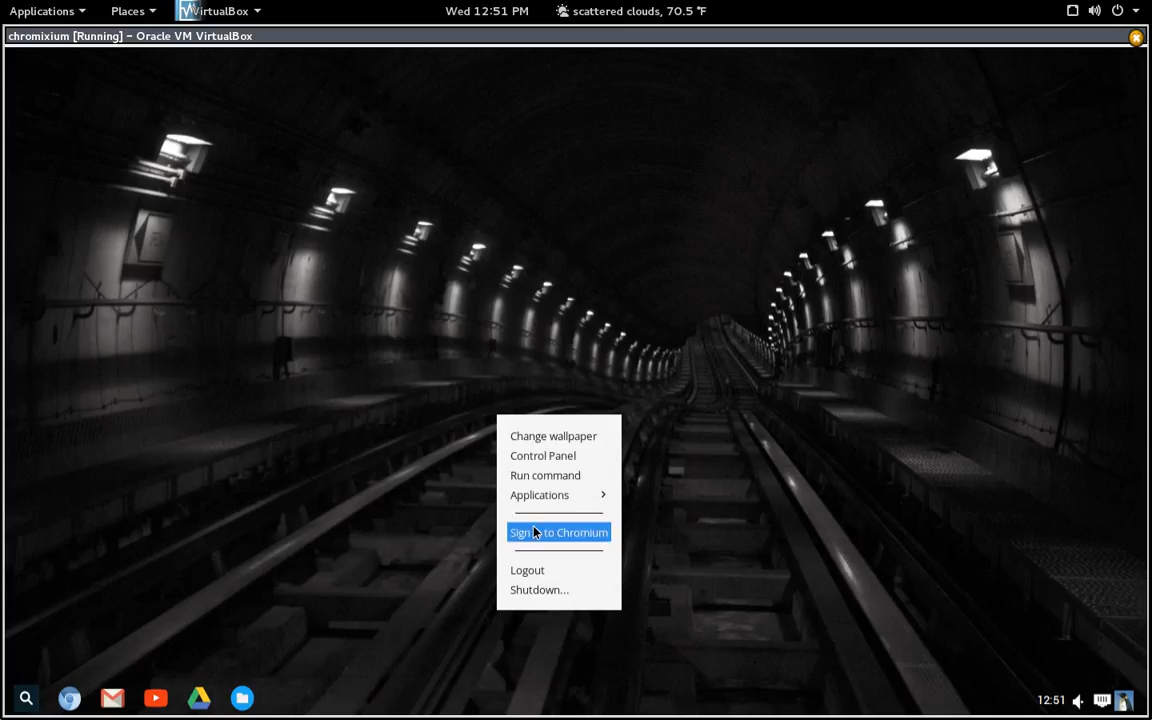 Applications Places VirtualBox Wed 12:51 PM scattered clouds, 70.5 °F
chromixium [Running] - Oracle VM VirtualBox
Change wallpaper
Control Panel
Run command
Applications
Sign to Chromium
Logout
Shutdown...
12:51